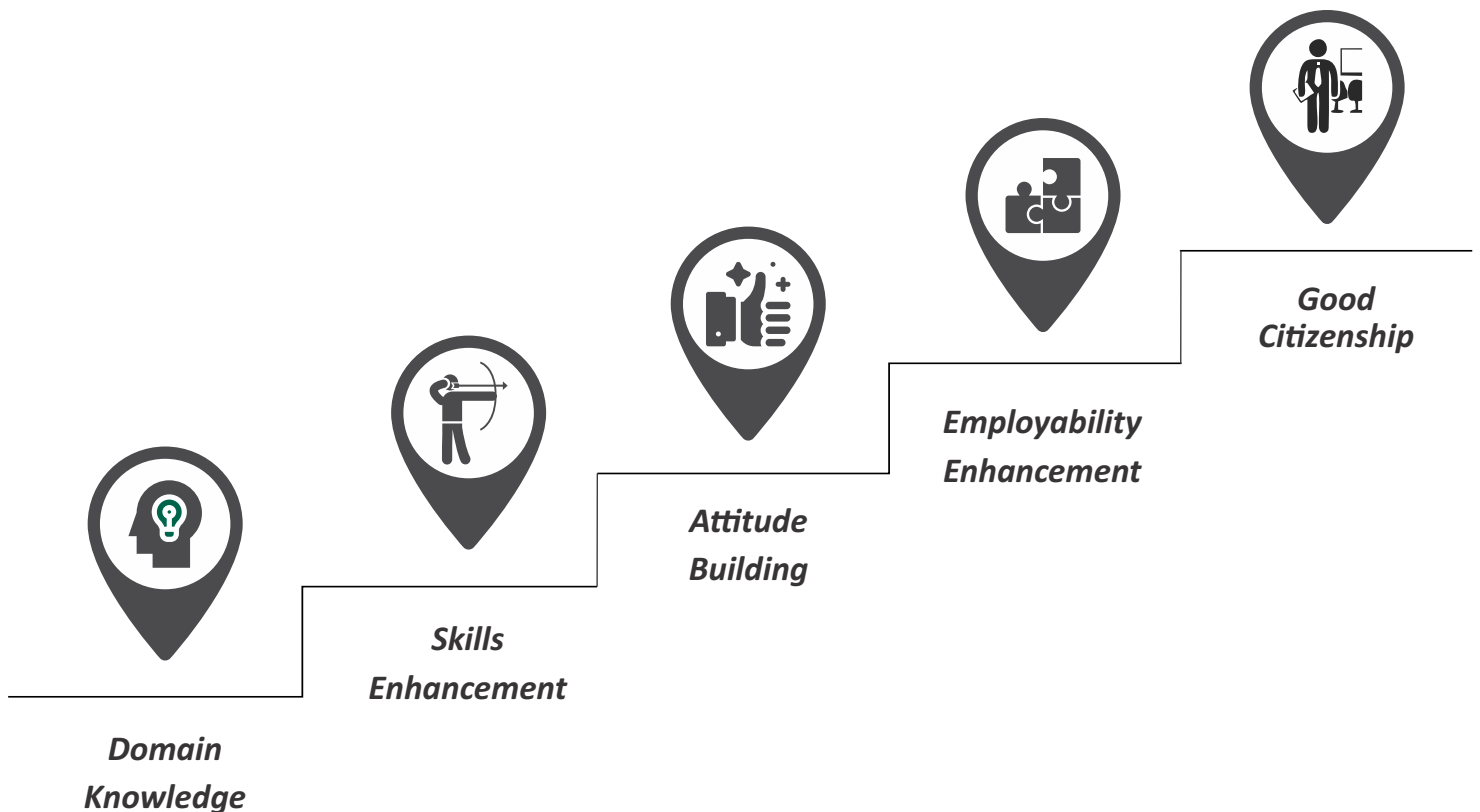 Good
Citizenship
Employability
Enhancement
Attitude
Building
Skills
Enhancement
Domain
Knowledge